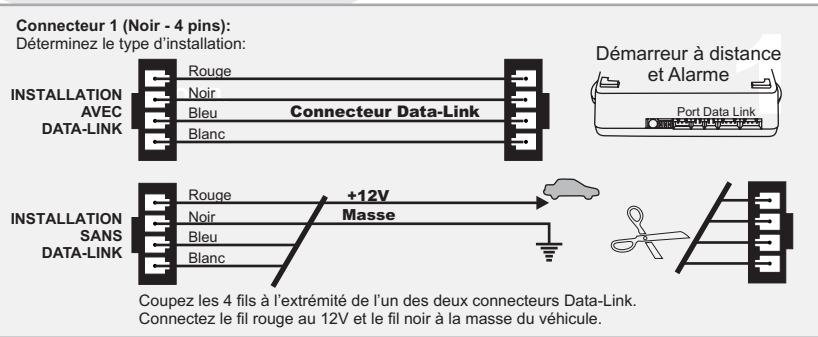 Connecteur 1 (Noir - 4 pins):
Déterminez le type d'installation:
INSTALLATION
AVEC
DATA-LINK
Rouge
Noir
Bleu
Blanc
Connecteur Data-Link
Démarreur à distance
et Alarme
1
Port Data Link
INSTALLATION
SANS
DATA-LINK
Rouge
Noir
Bleu
Blanc
+12V
Masse
Coupez les 4 fils à l'extrémité de l'un des deux connecteurs Data-Link.
Connectez le fil rouge au 12V et le fil noir à la masse du véhicule.